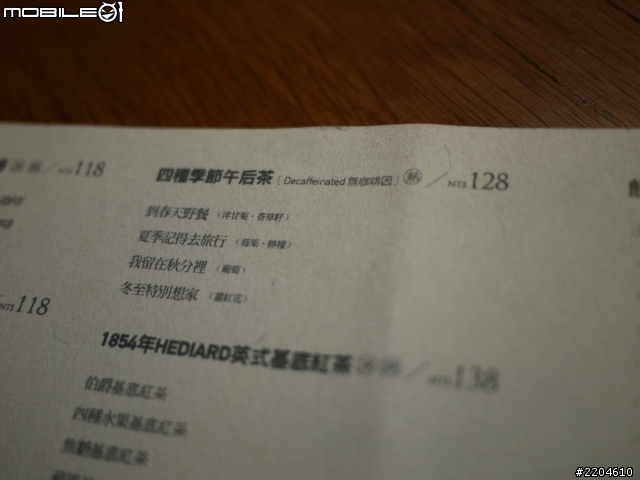 MOBILE01
NT$118
四種季節午后茶 (Decaffeinated 無咖啡因) 熱 / NT$128
到春天野餐 (洋甘菊·香草籽)
夏季記得去旅行 (莓果·檸檬)
我留在秋分裡 (葡萄)
冬至特別想家 (藏紅花)
NT$118
1854年HEDIARD英式基底紅茶 / NT$138
伯爵基底紅茶
四種水果基底紅茶
焦糖基底紅茶
#2204610